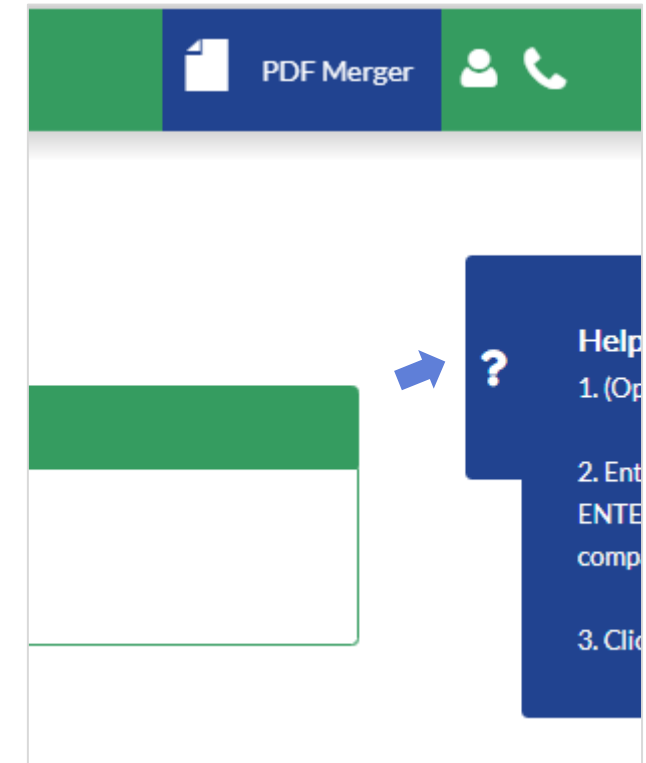 PDF Merger
?
Help
1. (Op
2. Ent
ENTE
comp
3. Clic